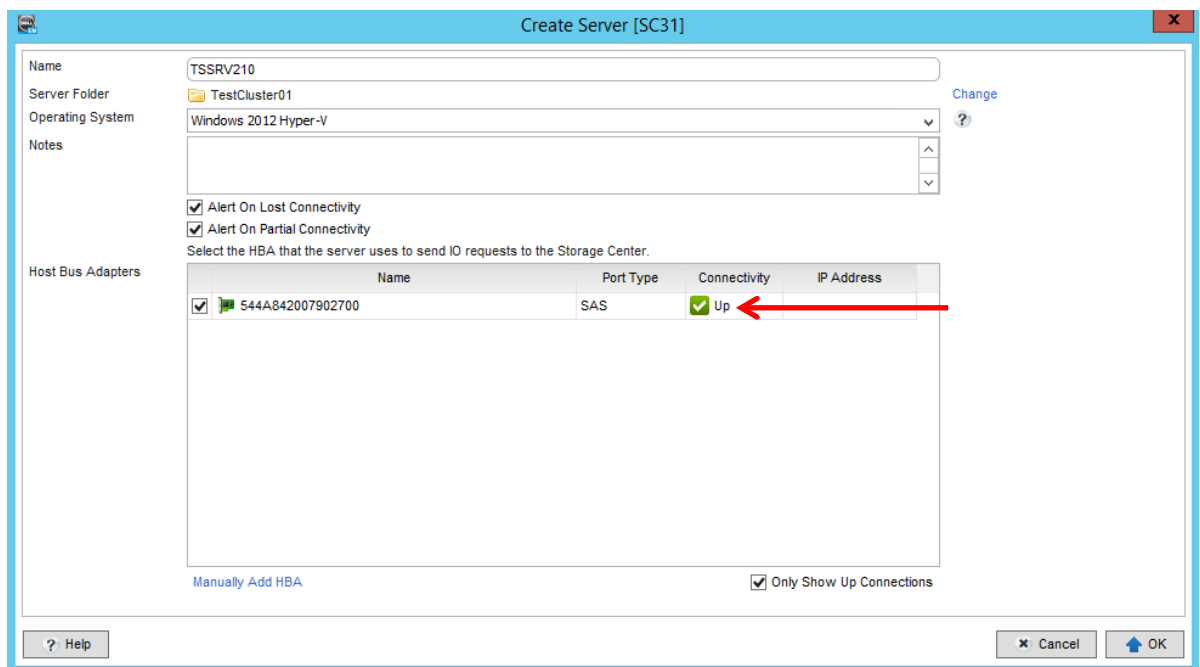 Create Server [SC31]
x
Name
TSSRV210
Server Folder
TestCluster01
Change
Operating System
Windows 2012 Hyper-V
?
Notes
Alert On Lost Connectivity
Alert On Partial Connectivity
Select the HBA that the server uses to send IO requests to the Storage Center.
Host Bus Adapters
Name Port Type Connectivity IP Address
544A842007902700 SAS Up
Manually Add HBA
Only Show Up Connections
? Help
Cancel
OK